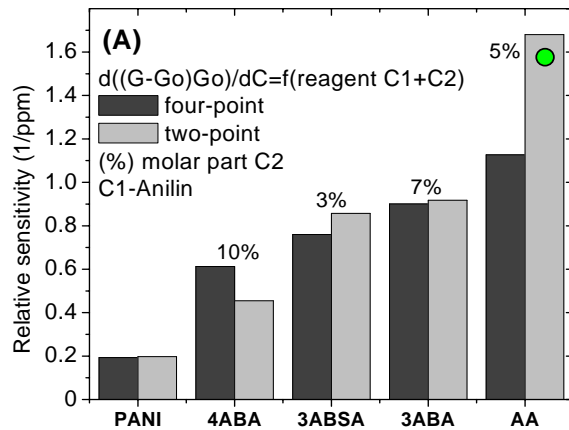 (A)
d((G-Go)Go)/dC=f(reagent C1+C2)
four-point
two-point
(%) molar part C2
C1-Anilin
5%
3%
7%
10%
Relative sensitivity (1/ppm)
1.6
1.4
1.2
1.0
0.8
0.6
0.4
0.2
0
PANI 4ABA 3ABSA 3ABA AA